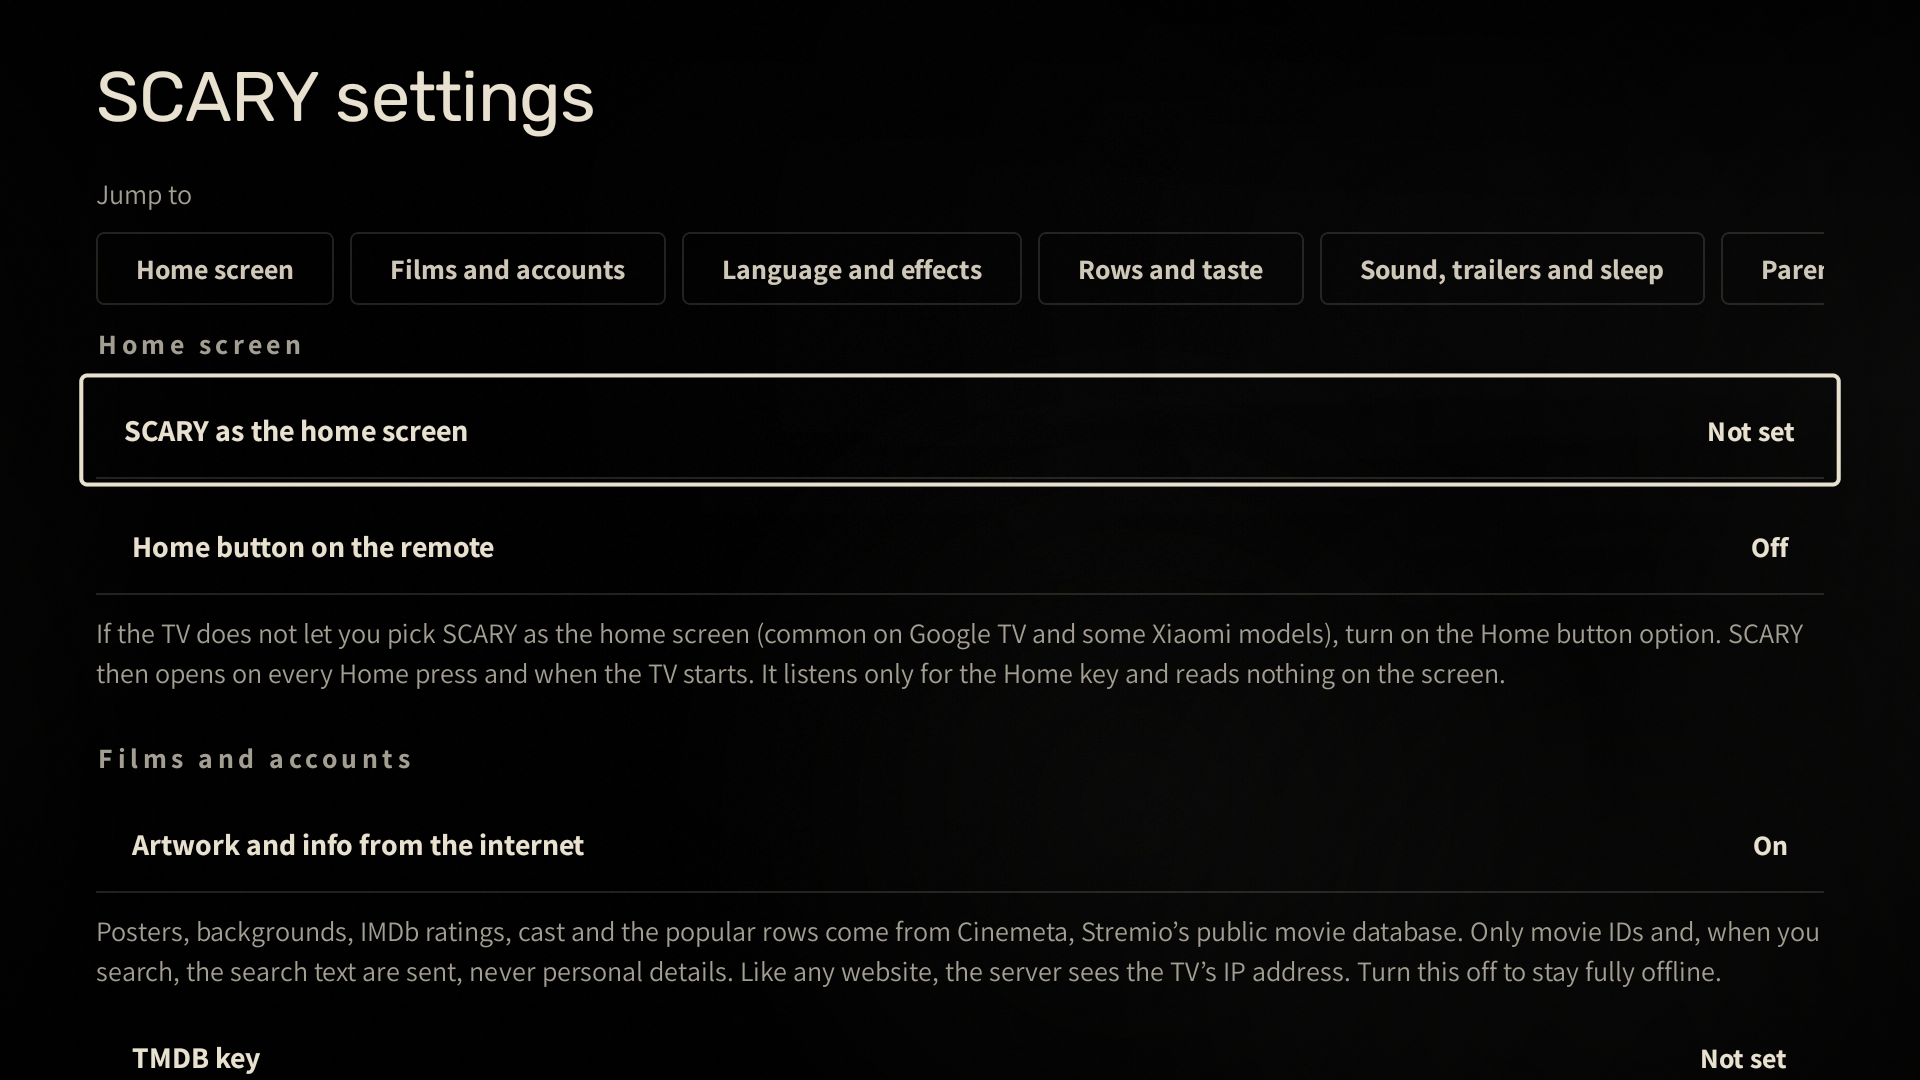 SCARY settings
Jump to
Home screen
Films and accounts
Language and effects
Rows and taste
Sound, trailers and sleep
Home screen
SCARY as the home screen
Not set
Home button on the remote
Off
If the TV does not let you pick SCARY as the home screen (common on Google TV and some Xiaomi models), turn on the Home button option. SCARY
then opens on every Home press and when the TV starts. It listens only for the Home key and reads nothing on the screen.
Films and accounts
Artwork and info from the internet
On
Posters, backgrounds, IMDb ratings, cast and the popular rows come from Cinemeta, Stremio’s public movie database. Only movie IDs and, when you
search, the search text are sent, never personal details. Like any website, the server sees the TV’s IP address. Turn this off to stay fully offline.
TMDB key
Not set